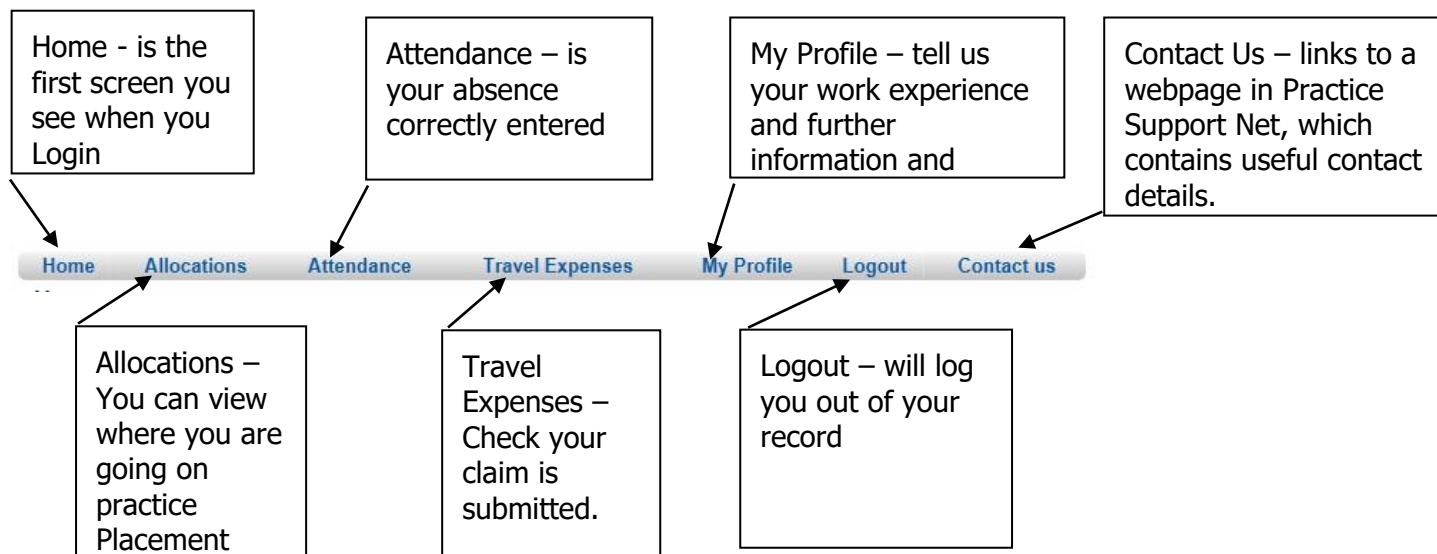 Home - is the
first screen you
see when you
Login
Attendance – is
your absence
correctly entered
My Profile – tell us
your work experience
and further
information and
Contact Us – links to a
webpage in Practice
Support Net, which
contains useful contact
details.
Home Allocations Attendance Travel Expenses My Profile Logout Contact us
Allocations –
You can view
where you are
going on
practice
Placement
Travel
Expenses –
Check your
claim is
submitted.
Logout – will log
you out of your
record